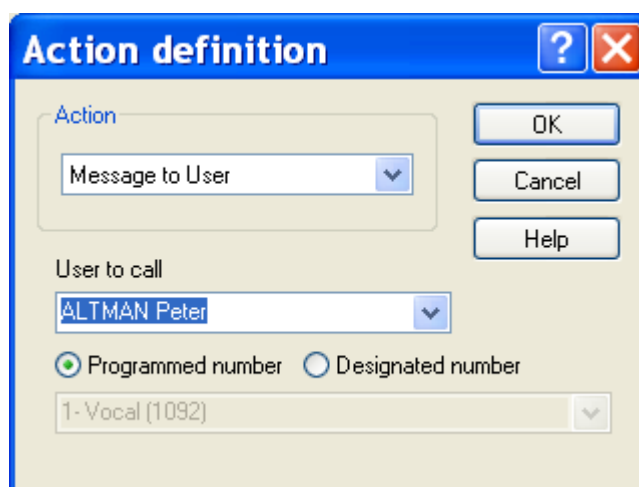 Action definition
Action
Message to User
OK
Cancel
Help
User to call
ALTMAN Peter
Programmed number Designated number
1- Vocal (1092)